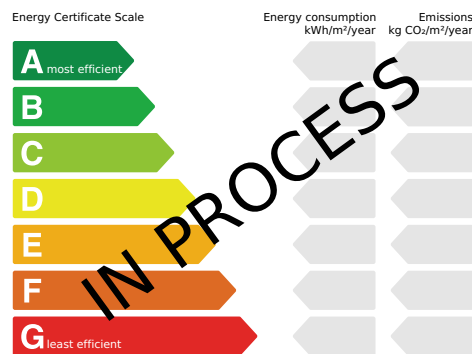 Energy Certificate Scale
Energy consumption
kWh/m²/year
Emissions
kg CO₂/m²/year
A most efficient
B
C
D
E
F
G least efficient
IN PROCESS